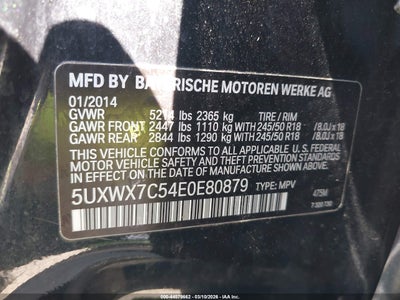 MFD BY BAYERISCHE MOTOREN WERKE AG
01/2014
GVWR 5214 lbs 2365 kg TIRE / RIM
GAWR FRONT 2447 lbs 1110 kg WITH 245/50 R18 / 8.0J x 18
GAWR REAR 2844 lbs 1290 kg WITH 245/50 R18 / 8.0J x 18
THIS VEHICLE CONFORMS TO ALL APPLICABLE U.S. FEDERAL
MOTOR VEHICLE SAFETY, BUMPER, AND THEFT PREVENTION
STANDARDS IN EFFECT ON THE DATE OF MANUFACTURE SHOWN ABOVE.
5UXWX7C54E0E80879 TYPE: MPV
475M